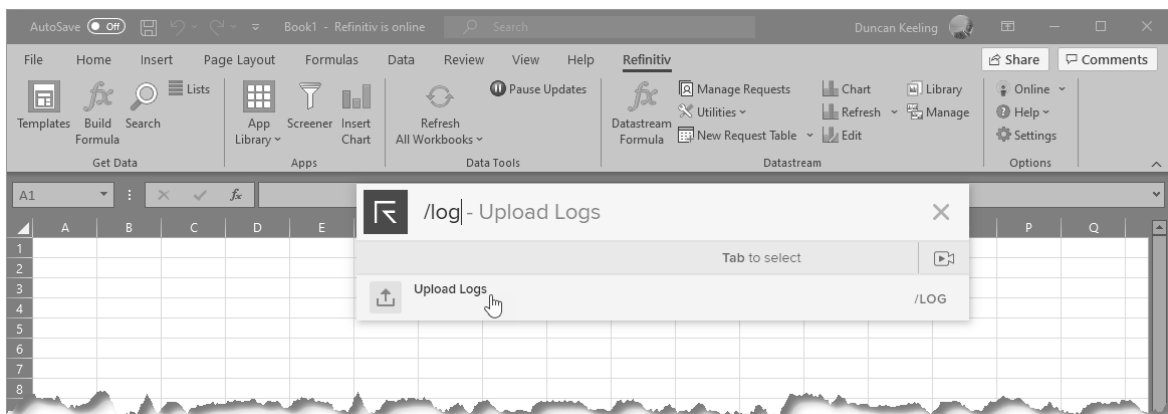 AutoSave Off Book1 - Refinitiv is online Search Duncan Keeling
File Home Insert Page Layout Formulas Data Review View Help Refinitiv Share Comments
Lists Pause Updates Manage Requests Chart Library Online
Templates Build Formula Search App Library Screener Insert Chart Refresh All Workbooks Datastream Formula Utilities Refresh Manage Help
New Request Table Edit Settings
Get Data Apps Data Tools Datastream Options
A1 fx
/log - Upload Logs
A B C D E P Q
1
Tab to select
2
Upload Logs /LOG
3
4
5
6
7
8